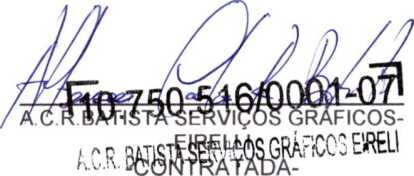 10.750.516/0001-07
A.C.R BATISTA SERVIÇOS GRÁFICOS-
EIRELI
A.C.R. BATISTA SERVIÇOS GRÁFICOS EIRELI
-CONTRATADA-